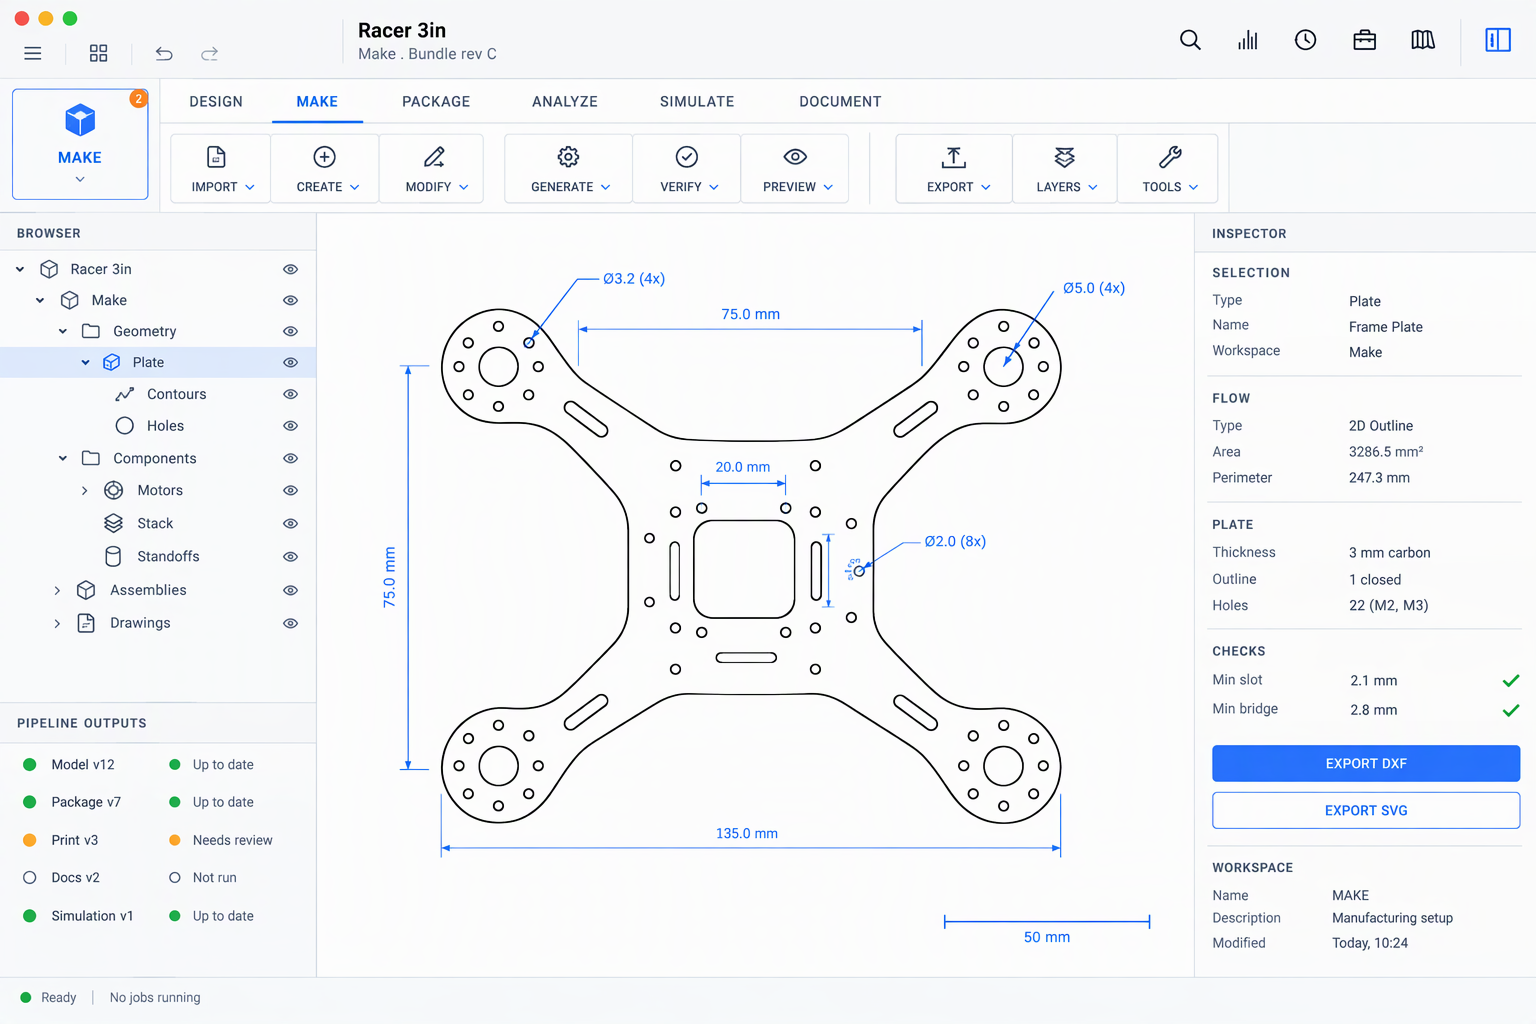 Racer 3in
Make . Bundle rev C
2
MAKE
DESIGN
MAKE
PACKAGE
ANALYZE
SIMULATE
DOCUMENT
IMPORT
CREATE
MODIFY
GENERATE
VERIFY
PREVIEW
EXPORT
LAYERS
TOOLS
BROWSER
Racer 3in
Make
Geometry
Plate
Contours
Holes
Components
Motors
Stack
Standoffs
Assemblies
Drawings
PIPELINE OUTPUTS
Model v12 Up to date
Package v7 Up to date
Print v3 Needs review
Docs v2 Not run
Simulation v1 Up to date
Ready
No jobs running
Ø3.2 (4x)
Ø5.0 (4x)
75.0 mm
20.0 mm
Ø2.0 (8x)
75.0 mm
135.0 mm
50 mm
INSPECTOR
SELECTION
Type Plate
Name Frame Plate
Workspace Make
FLOW
Type 2D Outline
Area 3286.5 mm²
Perimeter 247.3 mm
PLATE
Thickness 3 mm carbon
Outline 1 closed
Holes 22 (M2, M3)
CHECKS
Min slot 2.1 mm
Min bridge 2.8 mm
EXPORT DXF
EXPORT SVG
WORKSPACE
Name MAKE
Description Manufacturing setup
Modified Today, 10:24